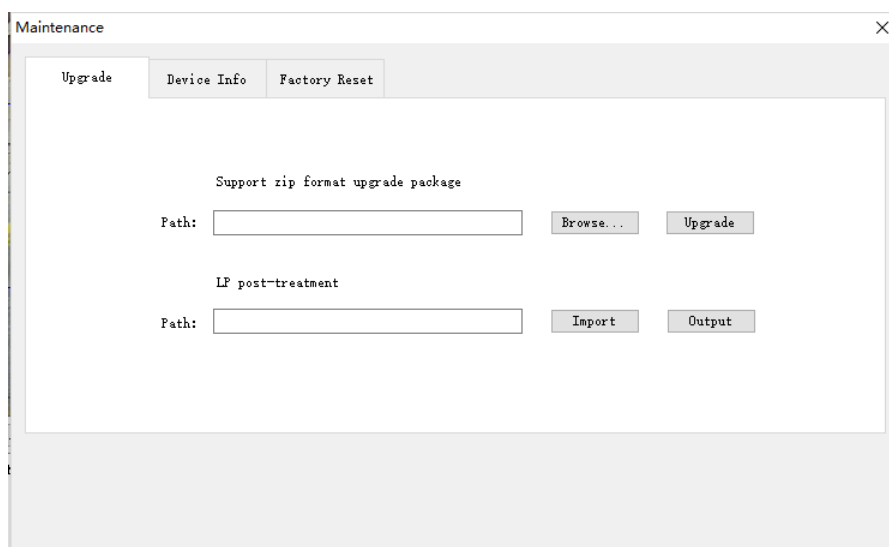 Maintenance
Upgrade Device Info Factory Reset
Support zip format upgrade package
Path: Browse... Upgrade
LP post-treatment
Path: Import Output